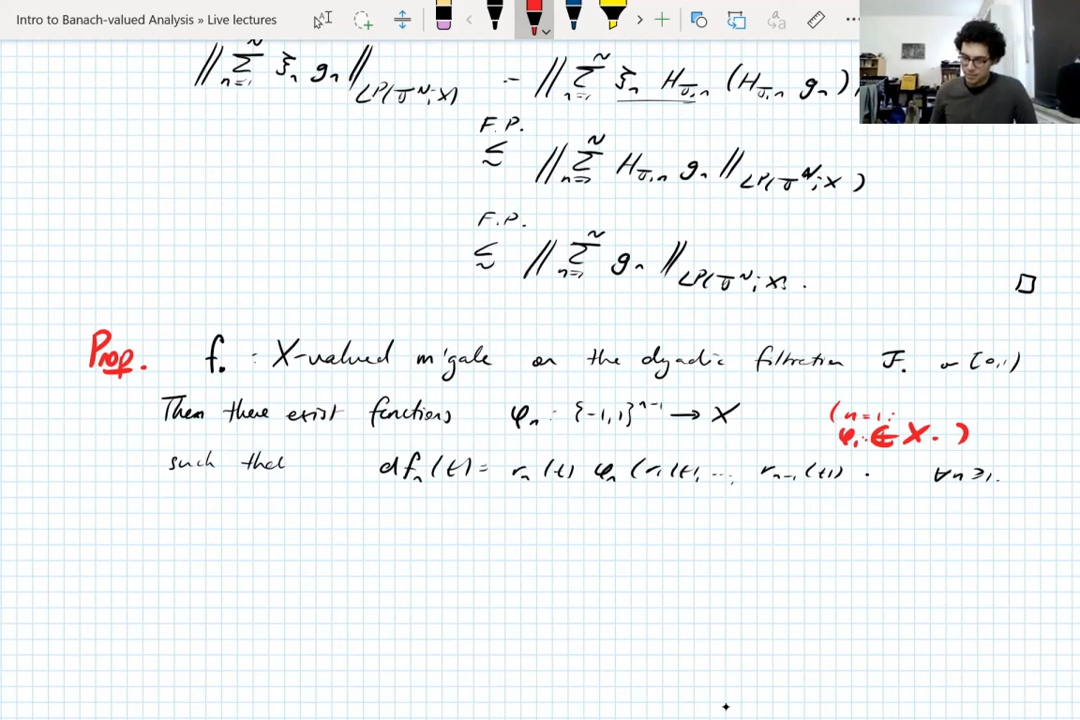 Intro to Banach-valued Analysis » Live lectures
‖ Σ_{n=1}^N ξ_n g_n ‖_{L^p(𝕋^N; X)} = ‖ Σ_{n=1}^N ξ_n H_{𝕋,n} (H_{𝕋,n} g_n)
F.P. ≲ ‖ Σ_{n=1}^N H_{𝕋,n} g_n ‖_{L^p(𝕋^N; X)}
F.P. ≲ ‖ Σ_{n=1}^N g_n ‖_{L^p(𝕋^N; X)}. □
Prop. f. : X-valued m'gale on the dyadic filtration F. on [0,1)
Then there exist functions φ_n : {-1,1}^{n-1} → X (n=1: φ_1 ∈ X.)
such that df_n(t) = r_n(t) φ_n(r_1(t), ..., r_{n-1}(t)). ∀n≥1.